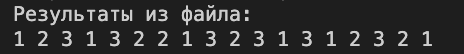 Результаты из файла:
1 2 3 1 3 2 2 1 3 2 3 1 3 1 2 3 2 1